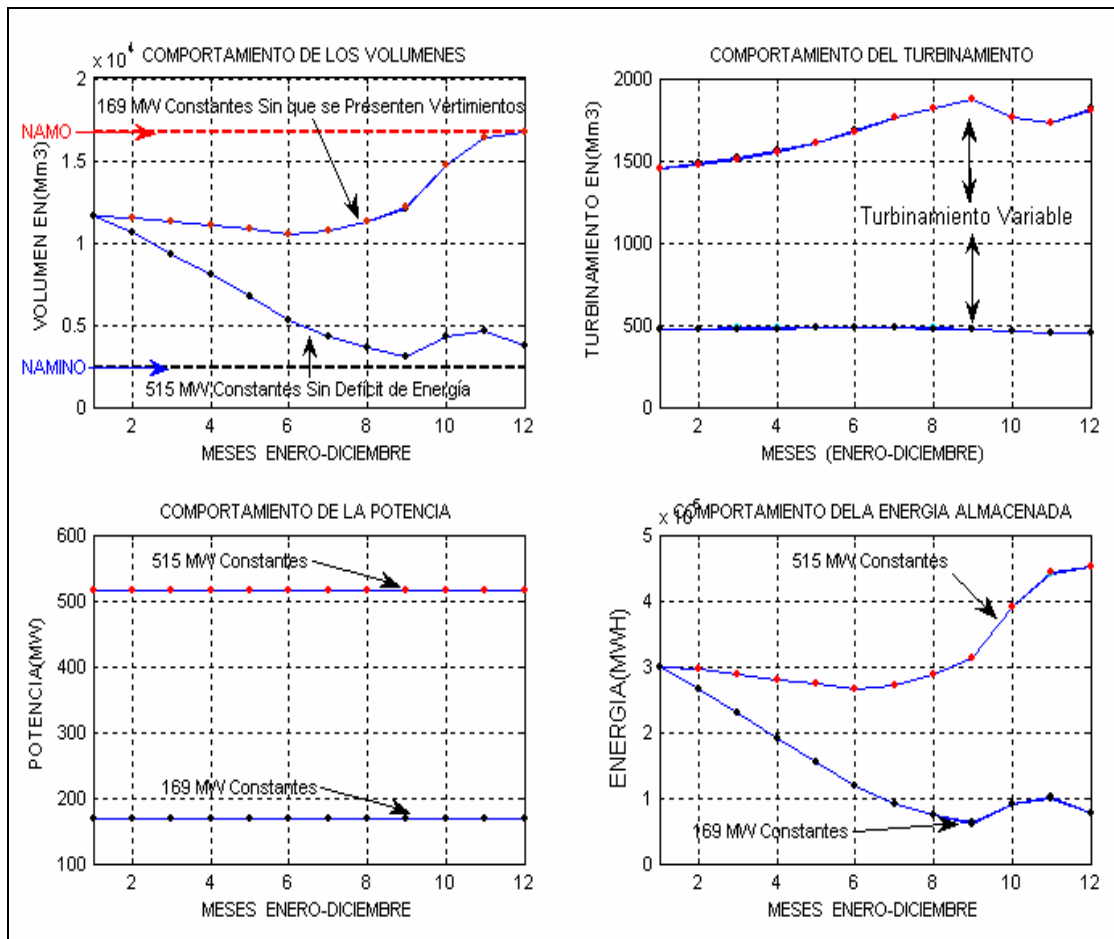 x 10⁴ COMPORTAMIENTO DE LOS VOLUMENES
2
169 MW Constantes Sin que se Presenten Vertimientos
NAMO
1.5
1
0.5
NAMINO
515 MW Constantes Sin Defícit de Energía
0
2 4 6 8 10 12
VOLUMEN EN(Mm3)
MESES ENERO-DICIEMBRE
COMPORTAMIENTO DEL TURBINAMIENTO
2000
1500
Turbinamiento Variable
1000
500
0
2 4 6 8 10 12
TURBINAMIENTO EN(Mm3)
MESES (ENERO-DICIEMBRE)
COMPORTAMIENTO DE LA POTENCIA
600
515 MW Constantes
500
400
300
200
169 MW Constantes
100
2 4 6 8 10 12
POTENCIA(MW)
MESES ENERO-DICIEMBRE
x 10⁵ COMPORTAMIENTO DELA ENERGIA ALMACENADA
5
515 MW Constantes
4
3
2
1
169 MW Constantes
0
2 4 6 8 10 12
ENERGIA(MWH)
MESES ENERO-DICIEMBRE